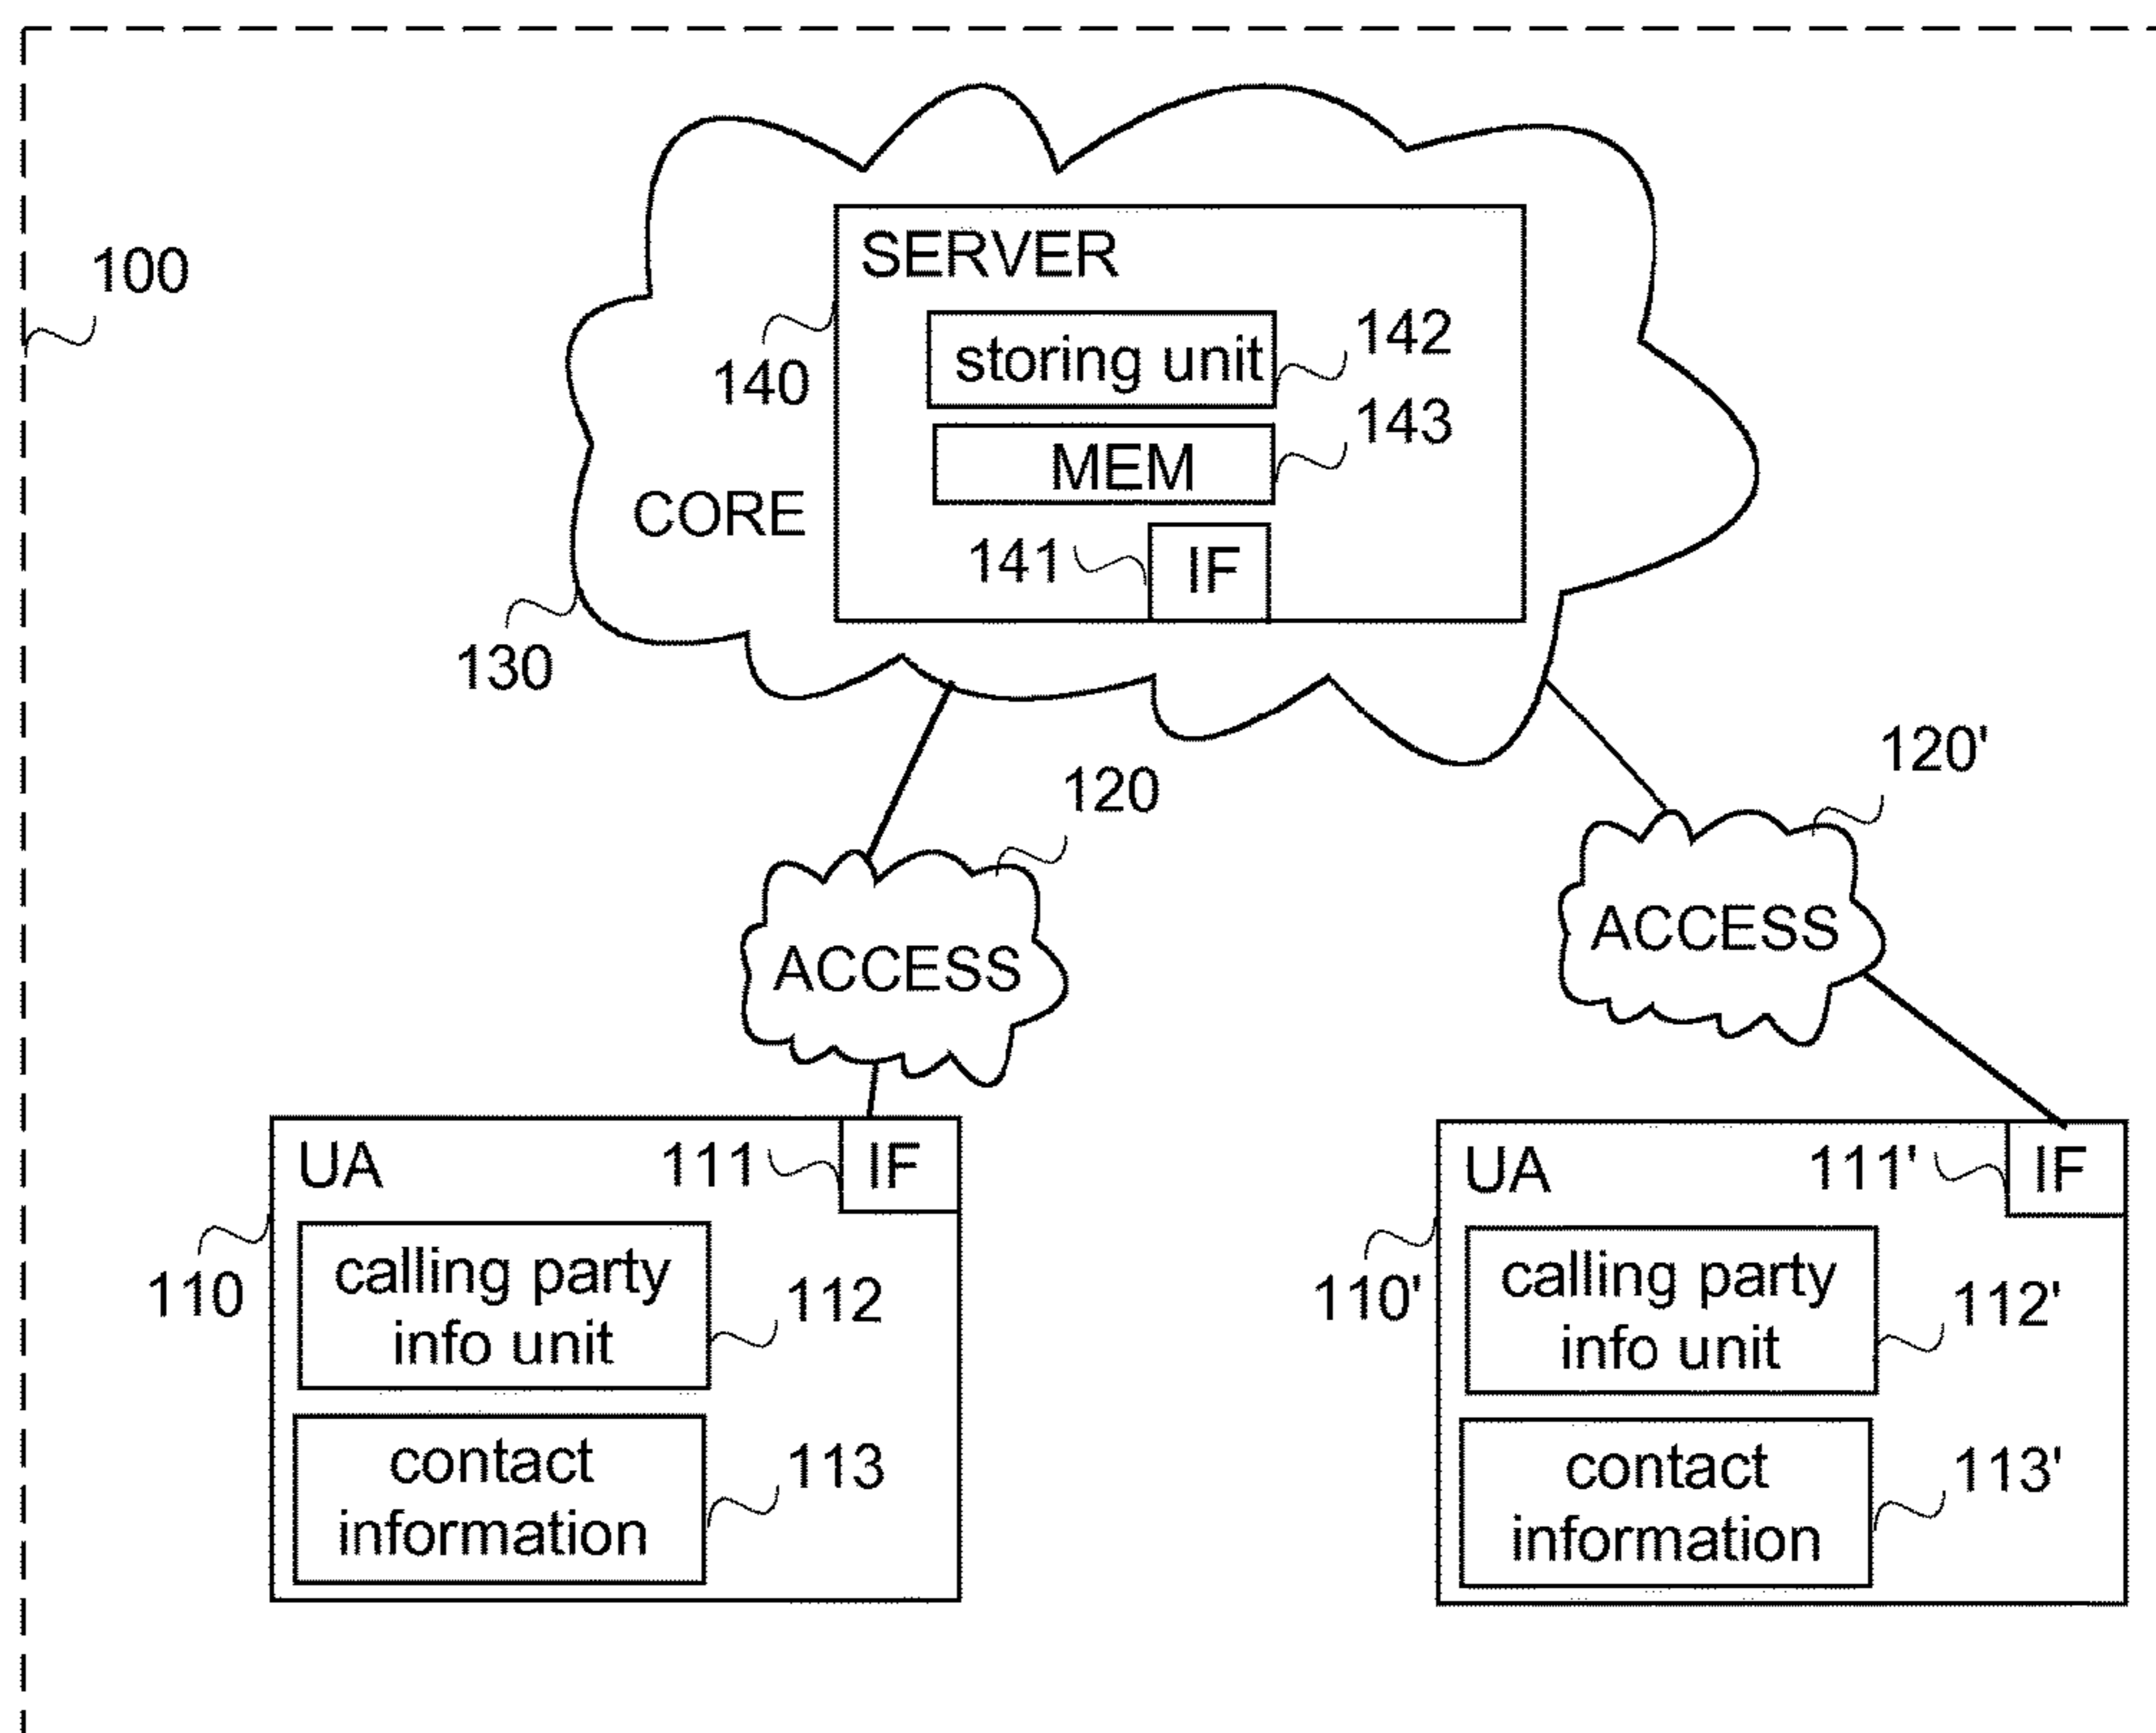 100
SERVER
storing unit
142
140
MEM
143
CORE
141
IF
130
120'
120
ACCESS
ACCESS
UA
111
IF
calling party
info unit
110
112
contact
information
113
UA
111'
IF
calling party
info unit
110'
112'
contact
information
113'